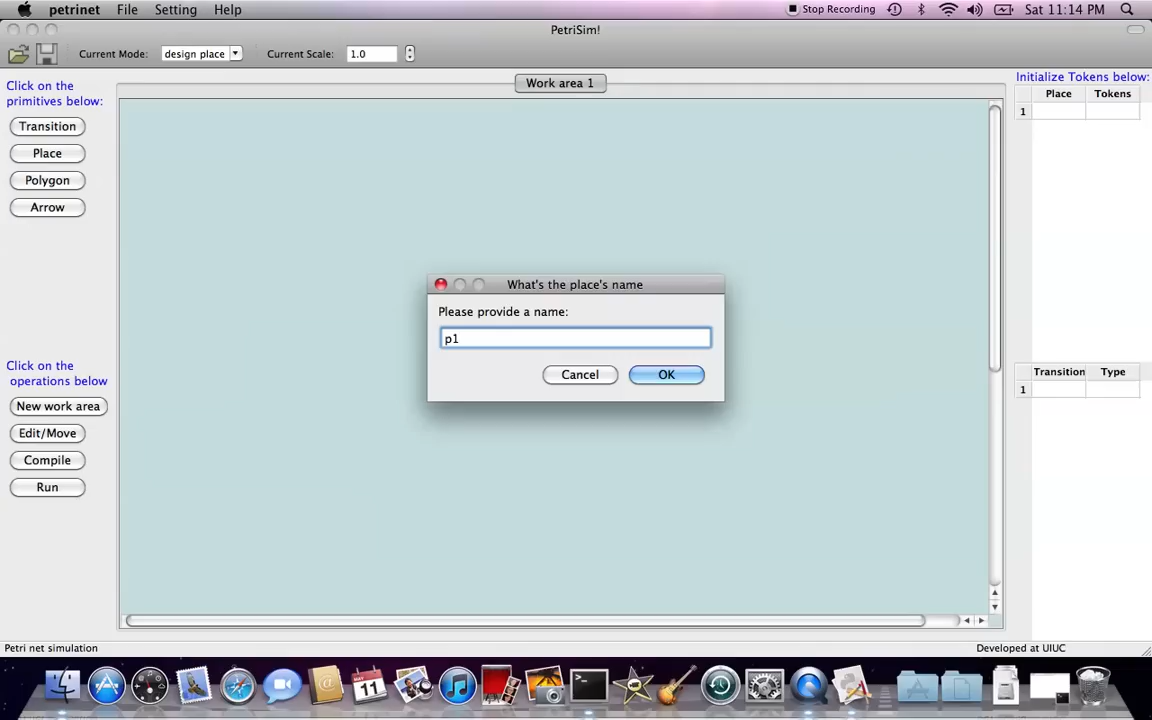 petrinet File Setting Help Stop Recording Sat 11:14 PM
PetriSim!
Current Mode: design place Current Scale: 1.0
Click on the
primitives below:
Transition
Place
Polygon
Arrow
Click on the
operations below
New work area
Edit/Move
Compile
Run
Work area 1
What's the place's name
Please provide a name:
p1
Cancel OK
Initialize Tokens below:
Place Tokens
1
Transition Type
1
Petri net simulation Developed at UIUC
MAY
11